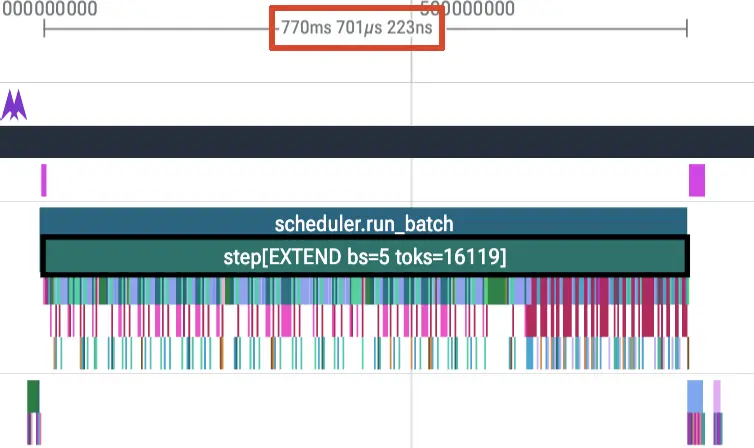 000000000
500000000
770ms 701µs 223ns
scheduler.run_batch
step[EXTEND bs=5 toks=16119]